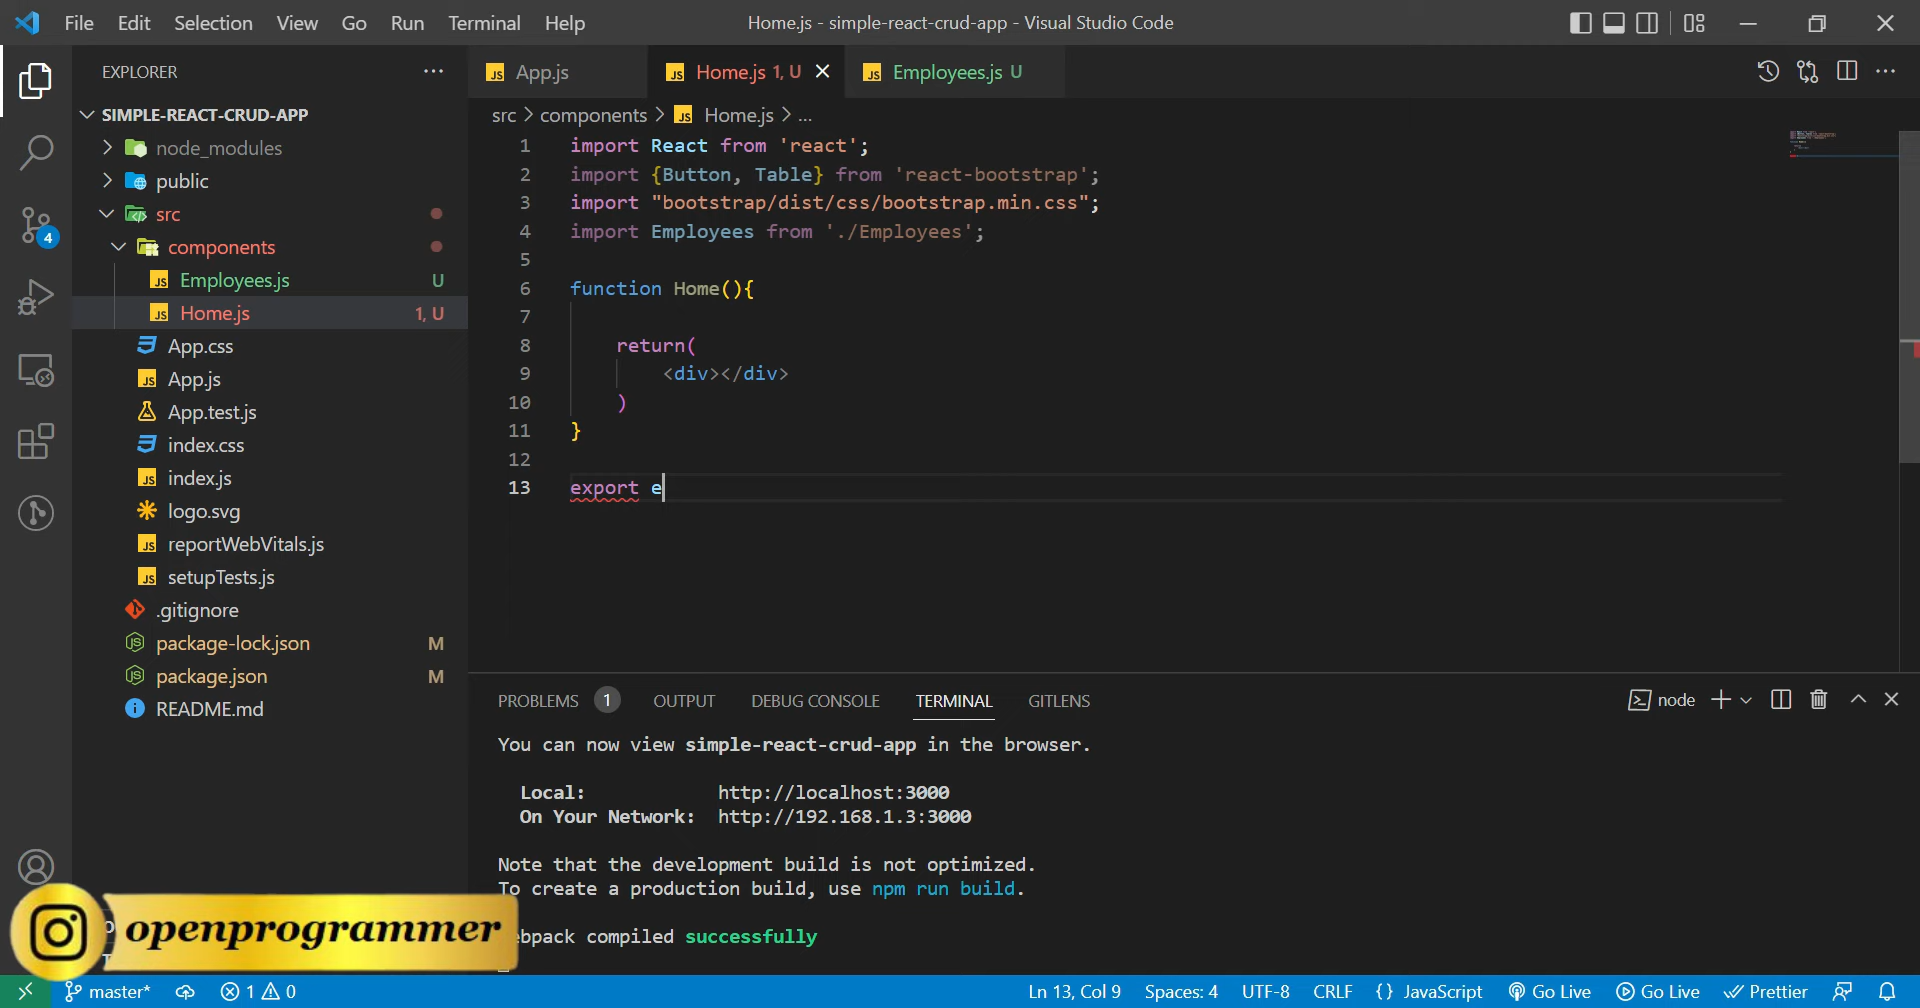 File Edit Selection View Go Run Terminal Help
Home.js - simple-react-crud-app - Visual Studio Code
EXPLORER
SIMPLE-REACT-CRUD-APP
node_modules
public
src
components
Employees.js U
Home.js 1, U
App.css
App.js
App.test.js
index.css
index.js
logo.svg
reportWebVitals.js
setupTests.js
.gitignore
package-lock.json M
package.json M
README.md
4
App.js
Home.js 1, U
Employees.js U
src > components > Home.js > ...
1 import React from 'react';
2 import {Button, Table} from 'react-bootstrap';
3 import "bootstrap/dist/css/bootstrap.min.css";
4 import Employees from './Employees';
5
6 function Home(){
7
8 return(
9 <div></div>
10 )
11 }
12
13 export e
PROBLEMS 1 OUTPUT DEBUG CONSOLE TERMINAL GITLENS
node
You can now view simple-react-crud-app in the browser.
Local: http://localhost:3000
On Your Network: http://192.168.1.3:3000
Note that the development build is not optimized.
To create a production build, use npm run build.
ebpack compiled successfully
openprogrammer
master* 1 0
Ln 13, Col 9 Spaces: 4 UTF-8 CRLF {} JavaScript Go Live Go Live Prettier